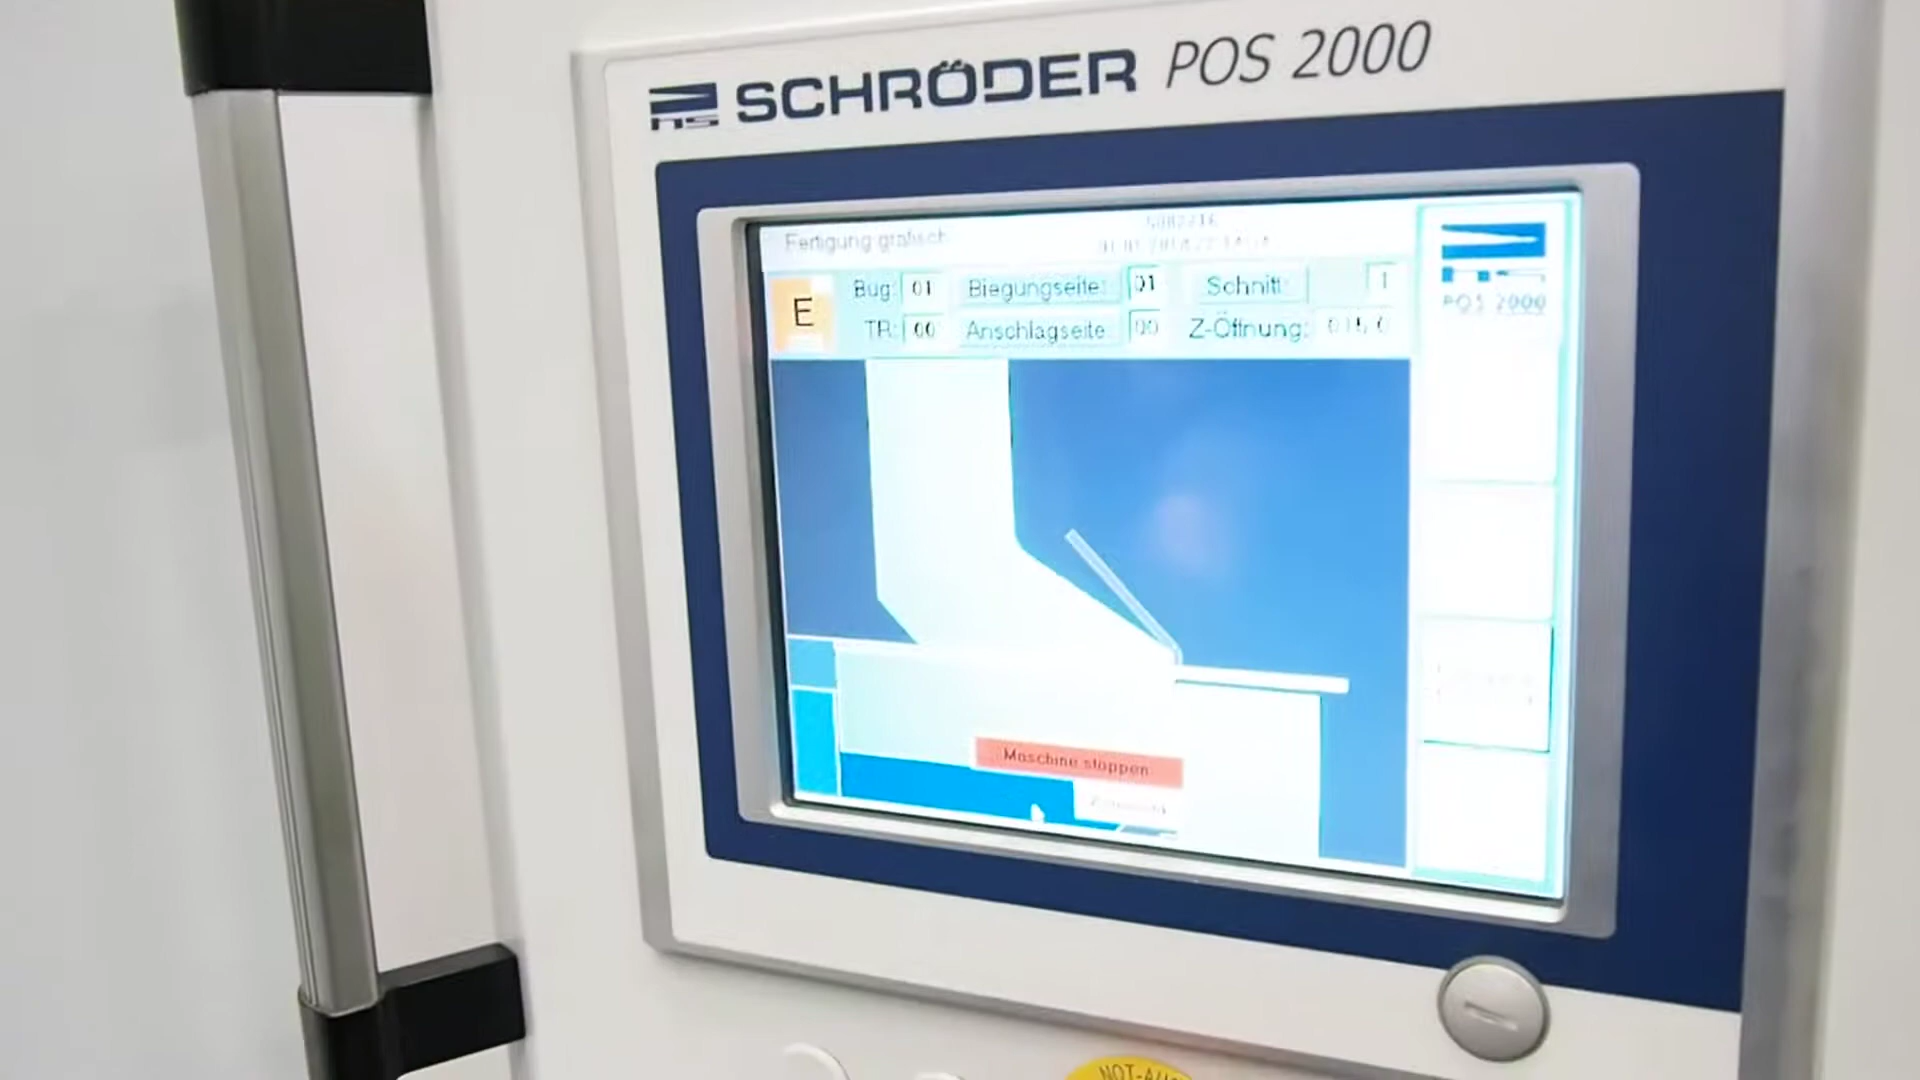 SCHRÖDER POS 2000
Fertigung grafisch
E
Bug: 01 Biegungseite: 01 Schnitt: 1
TR: 00 Anschlagseite: 00 Z-Öffnung:
POS 2000
Maschine stoppen